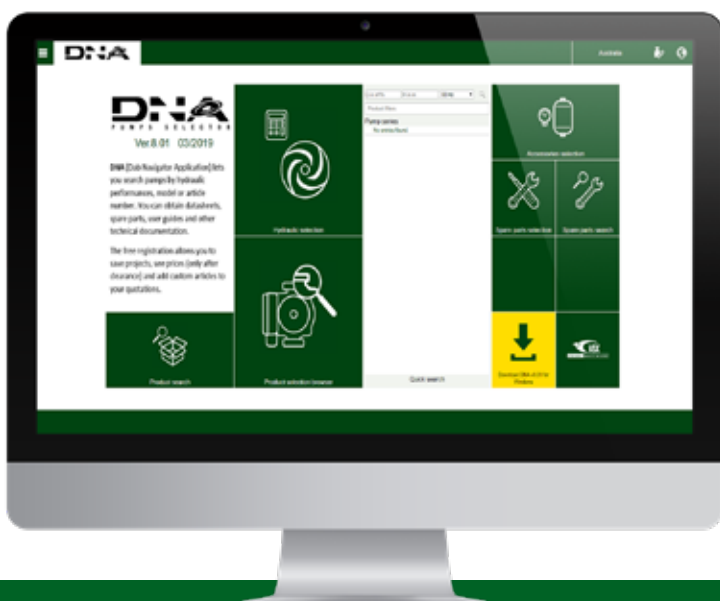 DNA
Australia
DNA
PUMPS SELECTOR
Ver.8.01 03/2019
DNA [Dab Navigator Application] lets
you search pumps by hydraulic
performances, model or article
number. You can obtain datasheets,
spare parts, user guides and other
technical documentation.
The free registration allows you to
save projects, see prices (only after
clearance) and add custom articles to
your quotations.
Product search
Hydraulic selection
Product selection browser
Pump series
No series found
Quick search
Accessories selection
Spare parts selection
Spare parts search
Download DNA
Windows